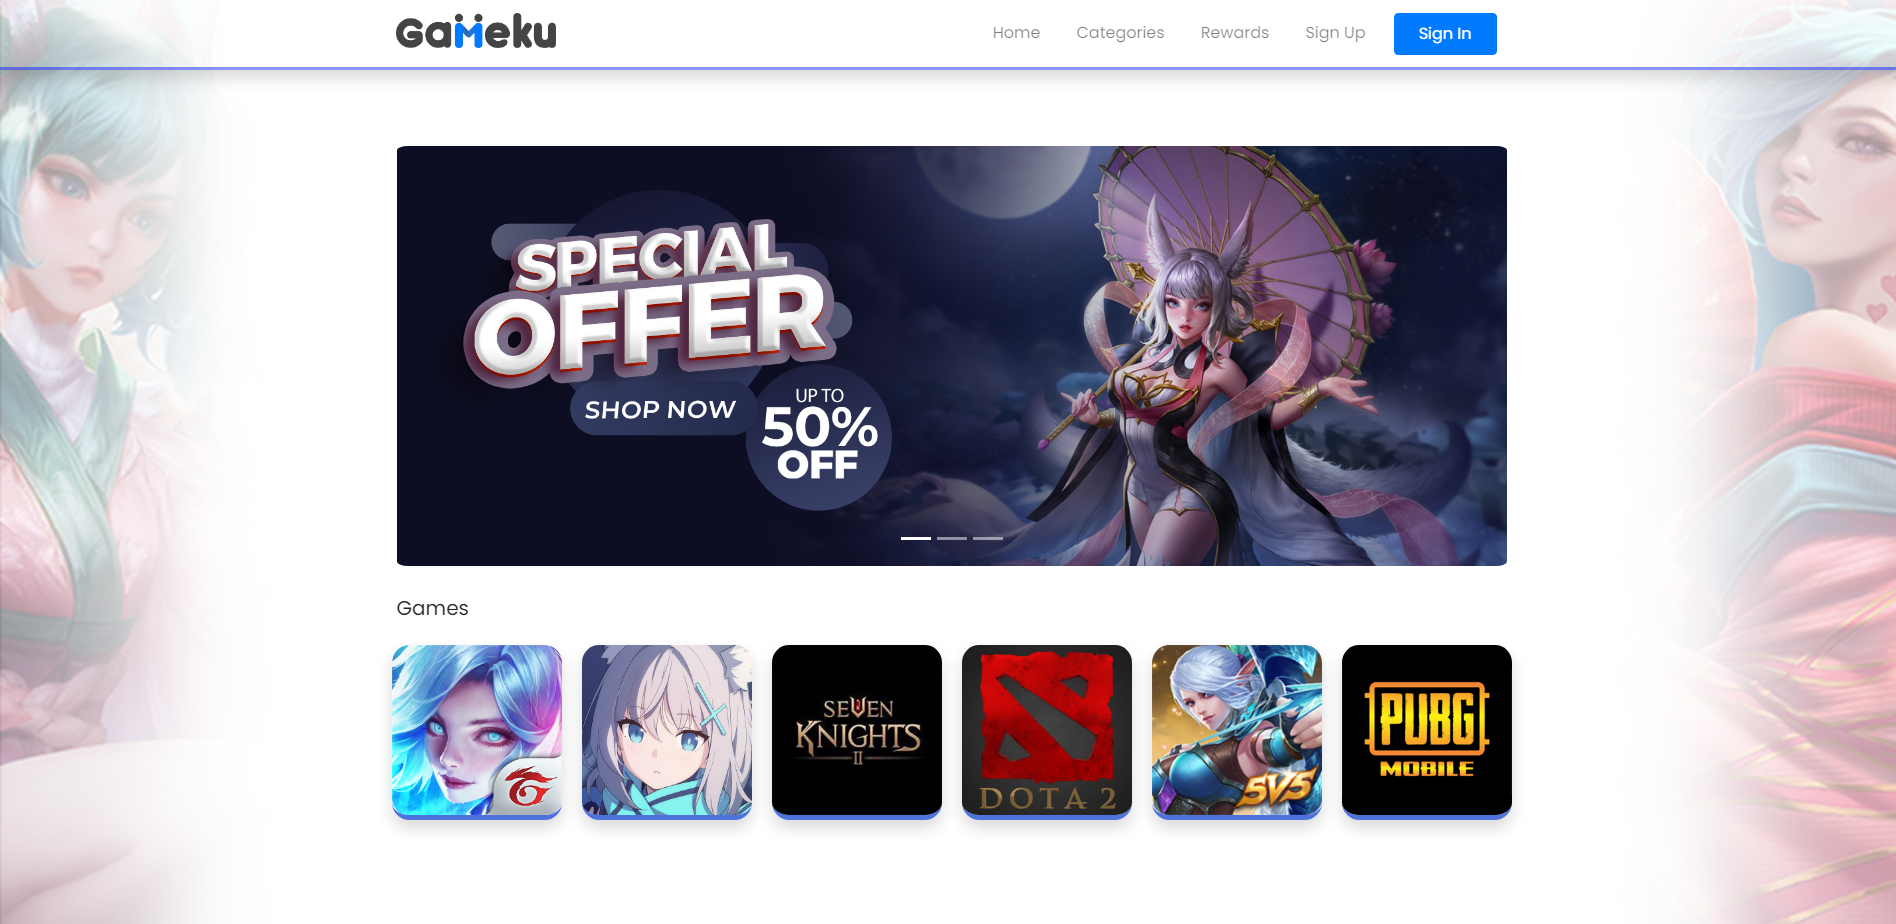 GaMeku
Home
Categories
Rewards
Sign Up
Sign In
SPECIAL
OFFER
SHOP NOW
UP TO
50%
OFF
Games
SEVEN
KNIGHTS
II
DOTA 2
5V5
PUBG
MOBILE